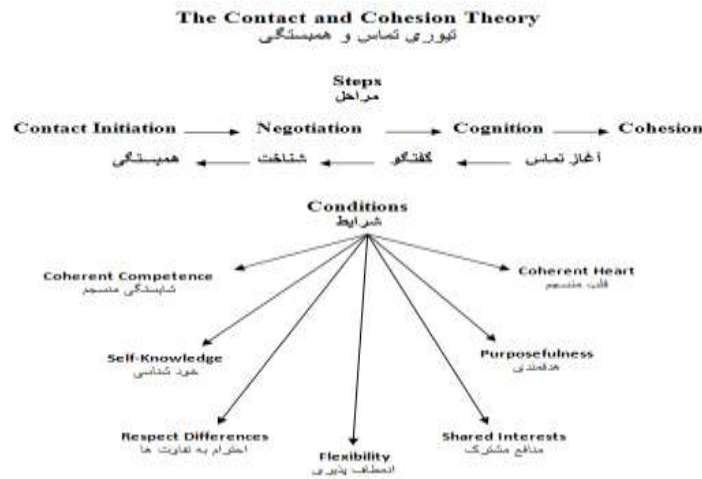 The Contact and Cohesion Theory
تیوری تماس و همبستگی
Steps
مراحل
Contact Initiation Negotiation Cognition Cohesion
آغاز تماس گفتگو شناخت همبستگی
Conditions
شرایط
Coherent Competence
شایستگی منسجم
Coherent Heart
قلب منسجم
Self-Knowledge
خود شناسی
Purposefulness
هدفمندی
Respect Differences
احترام به تفاوت ها
Shared Interests
منافع مشترک
Flexibility
انعطاف پذیری